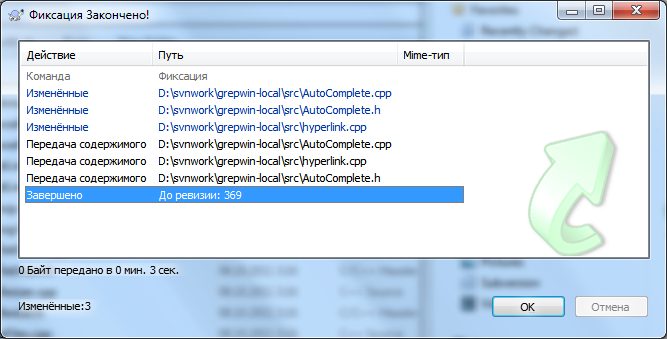 Фиксация Закончено!
Действие Путь Mime-тип
Команда Фиксация
Изменённые D:\svnwork\grepwin-local\src\AutoComplete.cpp
Изменённые D:\svnwork\grepwin-local\src\AutoComplete.h
Изменённые D:\svnwork\grepwin-local\src\hyperlink.cpp
Передача содержимого D:\svnwork\grepwin-local\src\AutoComplete.cpp
Передача содержимого D:\svnwork\grepwin-local\src\hyperlink.cpp
Передача содержимого D:\svnwork\grepwin-local\src\AutoComplete.h
Завершено До ревизии: 369
0 Байт передано в 0 мин. 3 сек.
Изменённые:3
OK Отмена